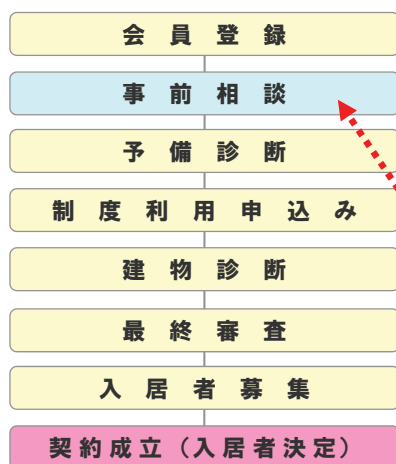 会員登録
事前相談
予備診断
制度利用申込み
建物診断
最終審査
入居者募集
契約成立（入居者決定）